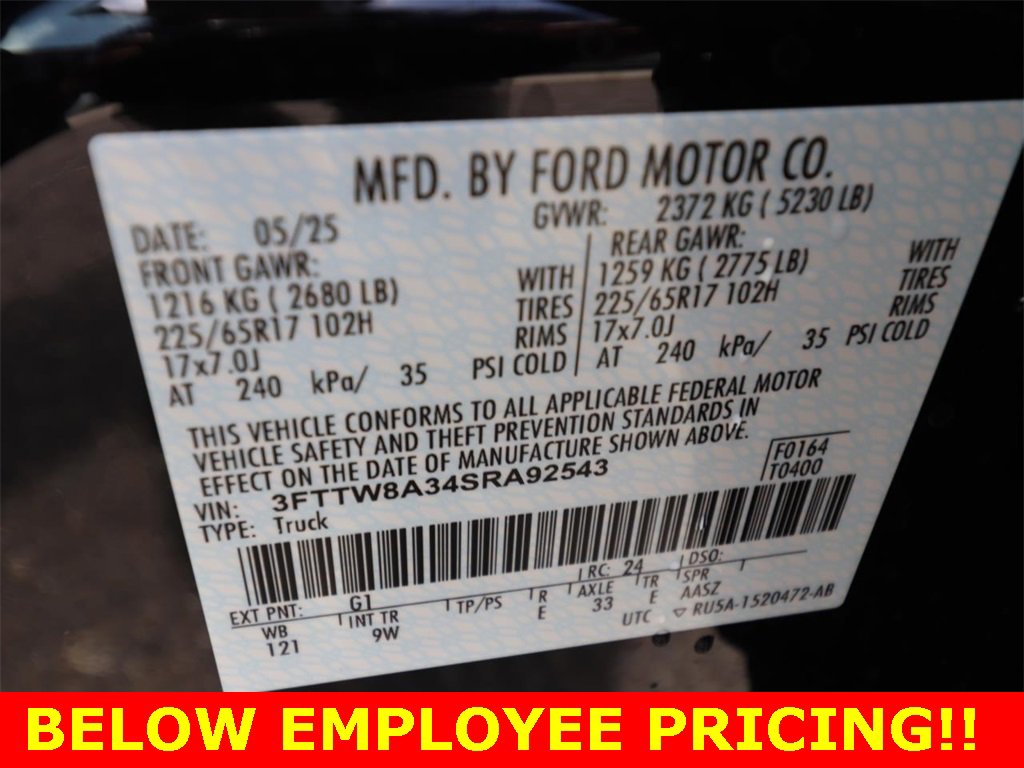 MFD. BY FORD MOTOR CO.
DATE: 05/25 GVWR: 2372 KG ( 5230 LB)
FRONT GAWR: REAR GAWR:
1216 KG ( 2680 LB) WITH 1259 KG ( 2775 LB) WITH
225/65R17 102H TIRES 225/65R17 102H TIRES
17x7.0J RIMS 17x7.0J RIMS
AT 240 kPa/ 35 PSI COLD AT 240 kPa/ 35 PSI COLD
THIS VEHICLE CONFORMS TO ALL APPLICABLE FEDERAL MOTOR
VEHICLE SAFETY AND THEFT PREVENTION STANDARDS IN
EFFECT ON THE DATE OF MANUFACTURE SHOWN ABOVE.
VIN: 3FTTW8A34SRA92543 F0164
TYPE: Truck T0400
EXT PNT: G1 RC: 24 DSO:
WB INT TR TP/PS R AXLE TR SPR
121 9W E 33 E AASZ
UTC ▽ RU5A-1520472-AB
BELOW EMPLOYEE PRICING!!